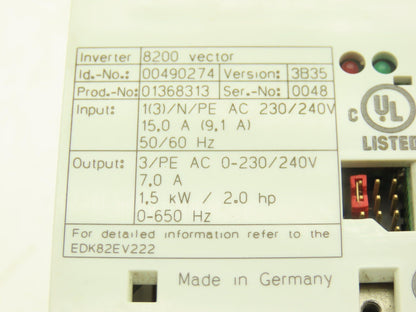 Inverter 8200 vector
Id.-No.: 00490274 Version: 3B35
Prod.-No: 01368313 Ser.-No: 0048
Input: 1(3)/N/PE AC 230/240V
15,0 A (9,1 A)
50/60 Hz
Output: 3/PE AC 0-230/240V
7,0 A
1,5 kW / 2.0 hp
0-650 Hz
For detailed information refer to the
EDK82EV222
Made in Germany
C UL
LISTED